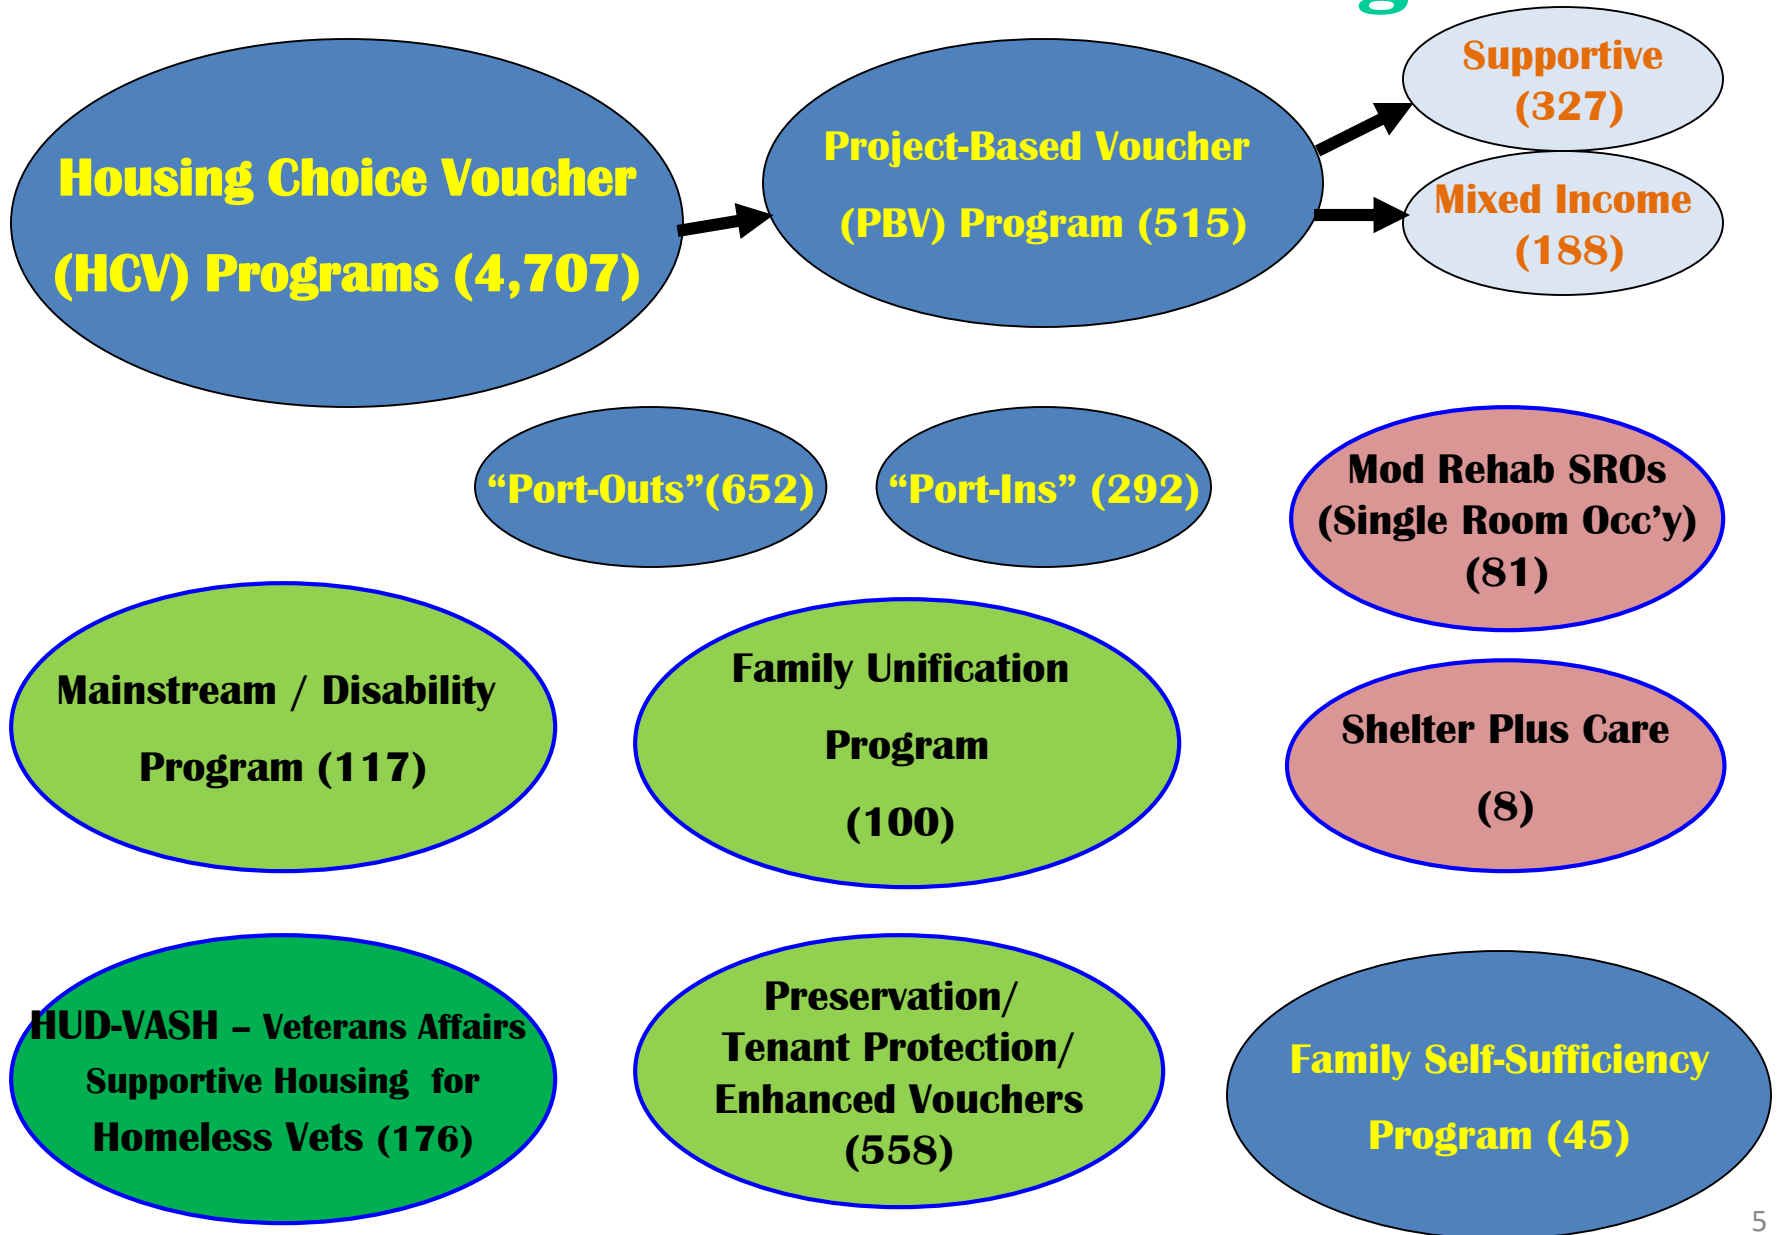 Housing Choice Voucher
(HCV) Programs (4,707)
Project-Based Voucher
(PBV) Program (515)
Supportive
(327)
Mixed Income
(188)
“Port-Outs”(652)
“Port-Ins” (292)
Mod Rehab SROs
(Single Room Occ’y)
(81)
Mainstream / Disability
Program (117)
Family Unification
Program
(100)
Shelter Plus Care
(8)
HUD-VASH – Veterans Affairs
Supportive Housing for
Homeless Vets (176)
Preservation/
Tenant Protection/
Enhanced Vouchers
(558)
Family Self-Sufficiency
Program (45)
5